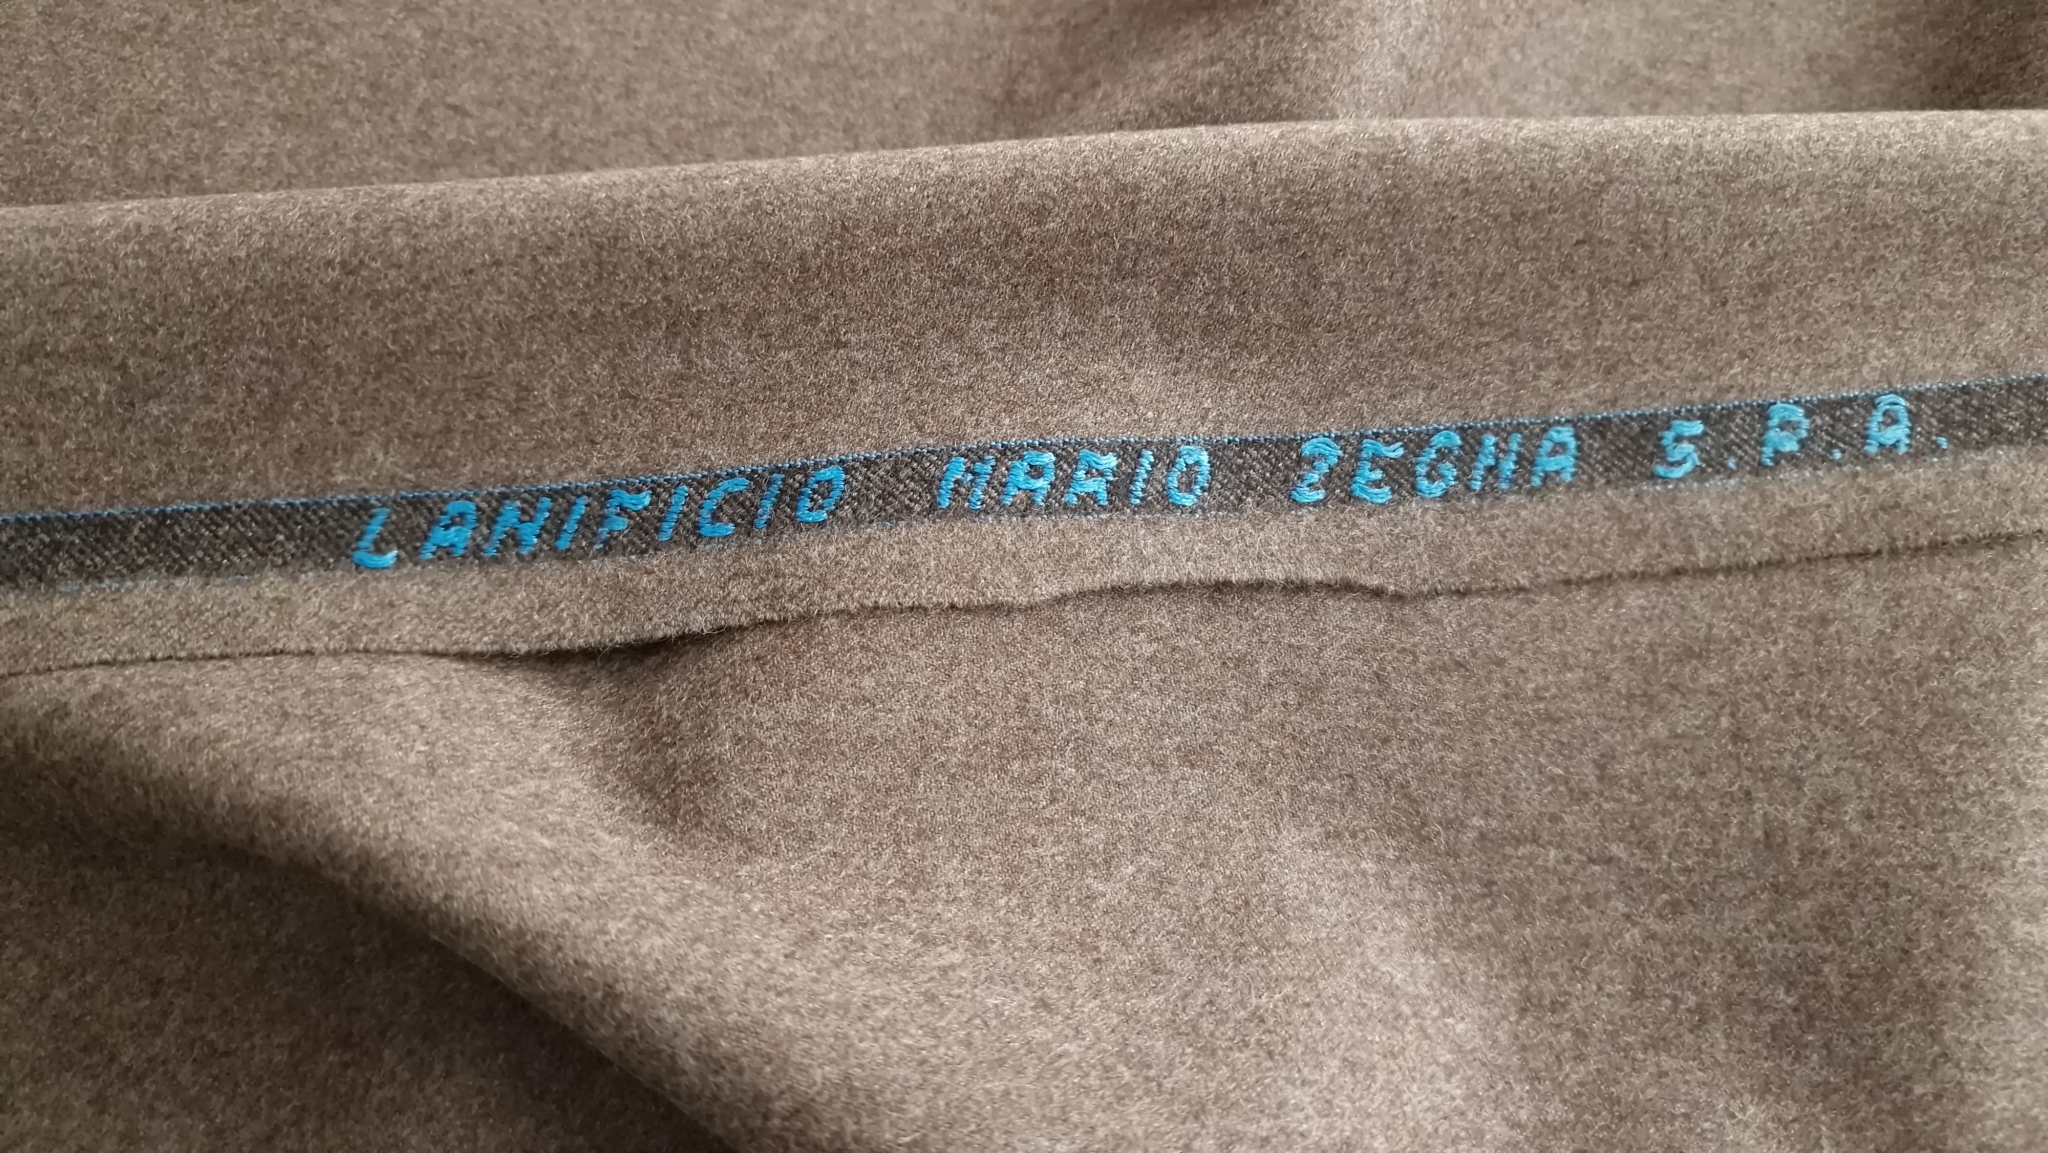 LANIFICIO MARIO ZEGNA S.P.A.